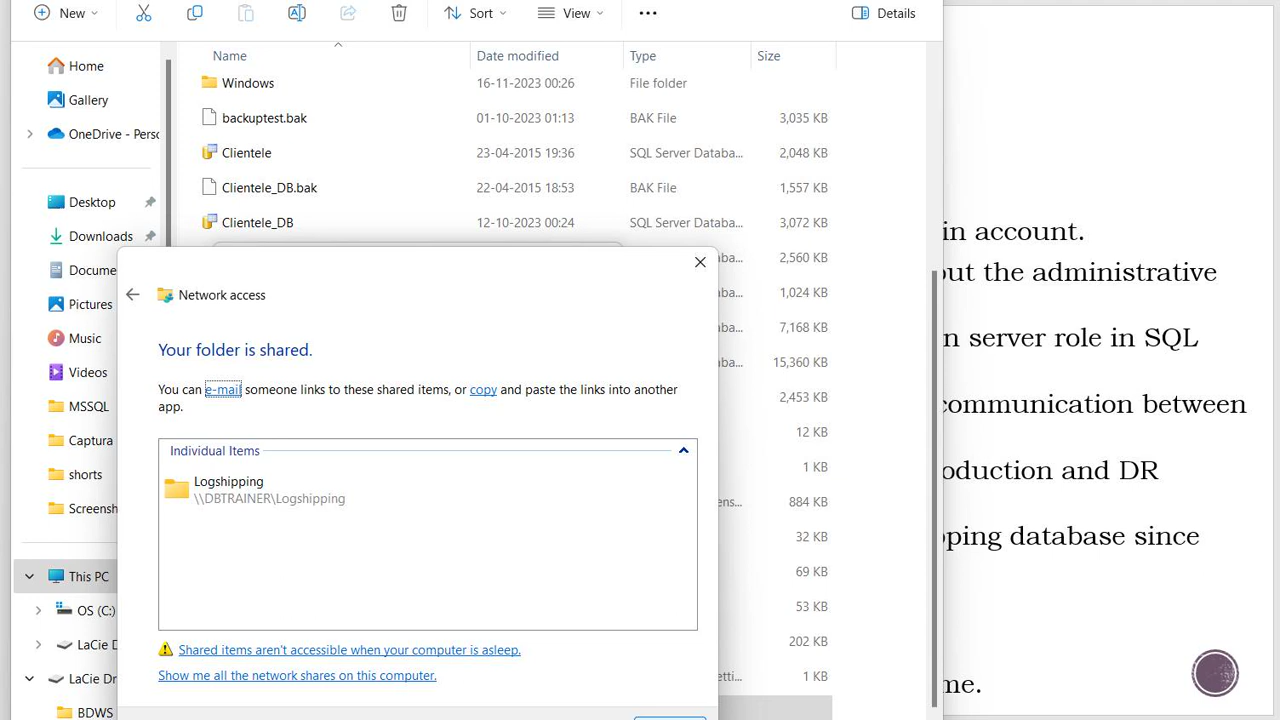 New
Sort
View
Details
Name
Date modified
Type
Size
Home
Gallery
OneDrive - Perso
Desktop
Downloads
Docume
Pictures
Music
Videos
MSSQL
Captura
shorts
Screensh
This PC
OS (C:)
LaCie D
LaCie Dr
BDWS
Windows 16-11-2023 00:26 File folder
backuptest.bak 01-10-2023 01:13 BAK File 3,035 KB
Clientele 23-04-2015 19:36 SQL Server Databa... 2,048 KB
Clientele_DB.bak 22-04-2015 18:53 BAK File 1,557 KB
Clientele_DB 12-10-2023 00:24 SQL Server Databa... 3,072 KB
aba... 2,560 KB
aba... 1,024 KB
aba... 7,168 KB
aba... 15,360 KB
2,453 KB
12 KB
1 KB
ens... 884 KB
32 KB
69 KB
53 KB
202 KB
etti... 1 KB
Network access
Your folder is shared.
You can e-mail someone links to these shared items, or copy and paste the links into another
app.
Individual Items
Logshipping
\\DBTRAINER\Logshipping
Shared items aren't accessible when your computer is asleep.
Show me all the network shares on this computer.
in account.
out the administrative
n server role in SQL
communication between
oduction and DR
pping database since
me.